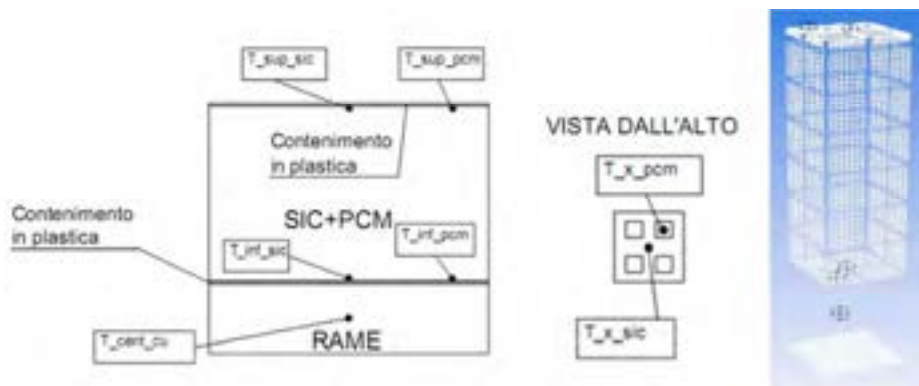 T_sup_sic
T_sup_pcm
Contenimento
in plastica
Contenimento
in plastica
SIC+PCM
T_inf_sic
T_inf_pcm
T_cent_cu
RAME
VISTA DALL'ALTO
T_x_pcm
T_x_sic